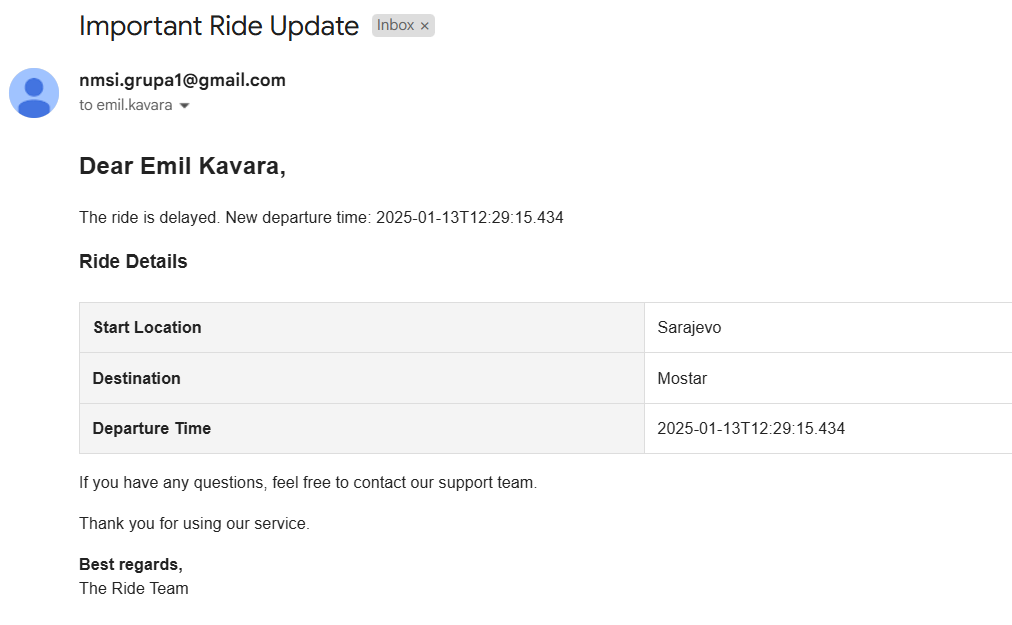 Important Ride Update Inbox ×
nmsi.grupa1@gmail.com
to emil.kavara
Dear Emil Kavara,
The ride is delayed. New departure time: 2025-01-13T12:29:15.434
Ride Details
Start Location Sarajevo
Destination Mostar
Departure Time 2025-01-13T12:29:15.434
If you have any questions, feel free to contact our support team.
Thank you for using our service.
Best regards,
The Ride Team